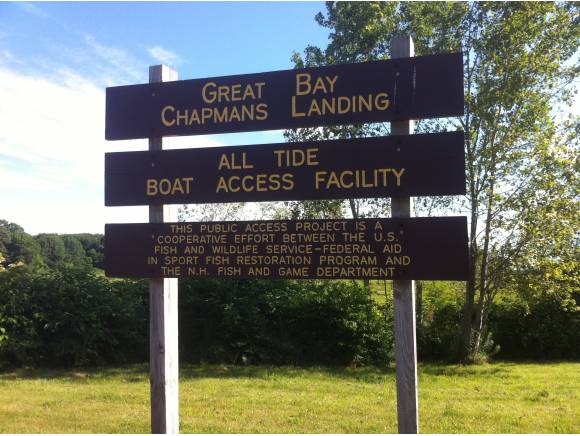 GREAT BAY
CHAPMANS LANDING
ALL TIDE
BOAT ACCESS FACILITY
THIS PUBLIC ACCESS PROJECT IS A
COOPERATIVE EFFORT BETWEEN THE U.S.
FISH AND WILDLIFE SERVICE-FEDERAL AID
IN SPORT FISH RESTORATION PROGRAM AND
THE N.H. FISH AND GAME DEPARTMENT